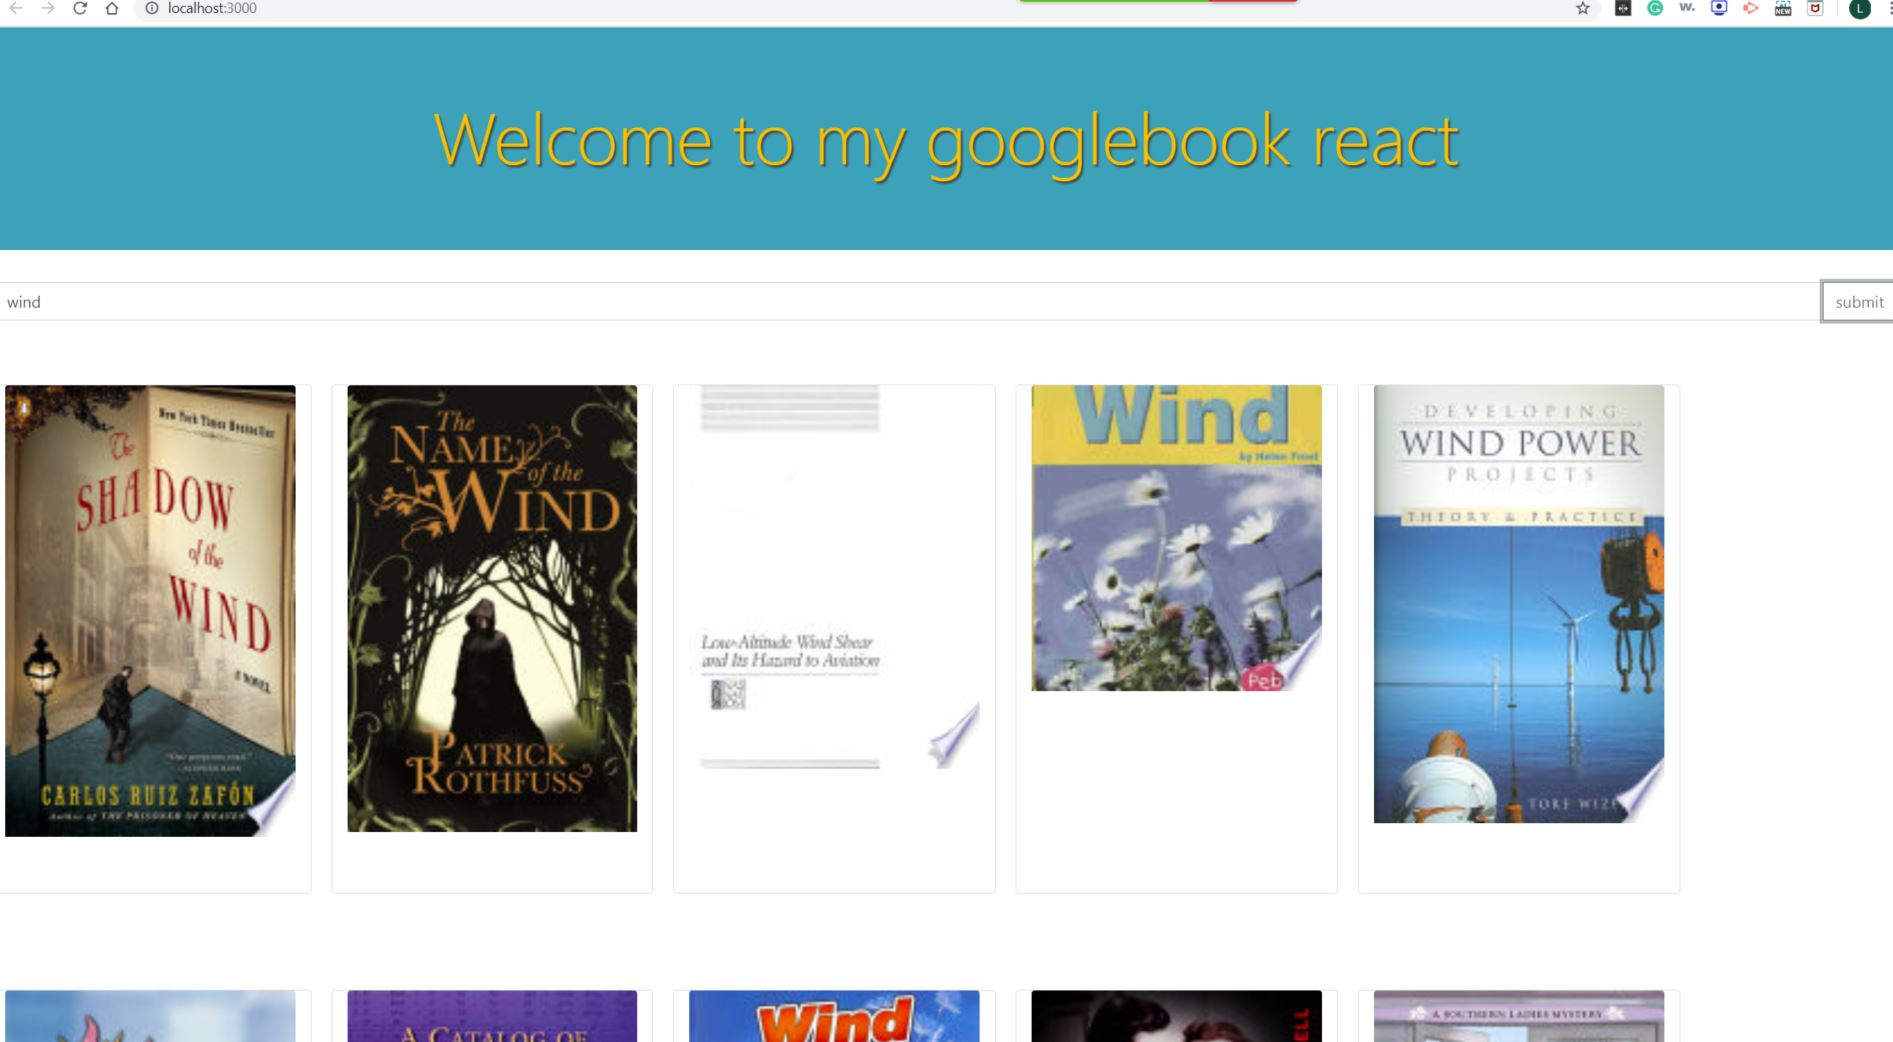 localhost:3000
NEW
L
Welcome to my googlebook react
wind
submit
New York Times Bestseller
The
SHADOW
of the
WIND
A NOVEL
CARLOS RUIZ ZAFÓN
Author of THE PRISONER OF HEAVEN
The
NAME
of the
WIND
PATRICK
ROTHFUSS
Low-Altitude Wind Shear
and Its Hazard to Aviation
Wind
by Helen Frost
Peb
DEVELOPING
WIND POWER
PROJECTS
THEORY & PRACTICE
TORE WIZE
A CATALOG OF
Wind
ELL
A SOUTHERN LADIES MYSTERY